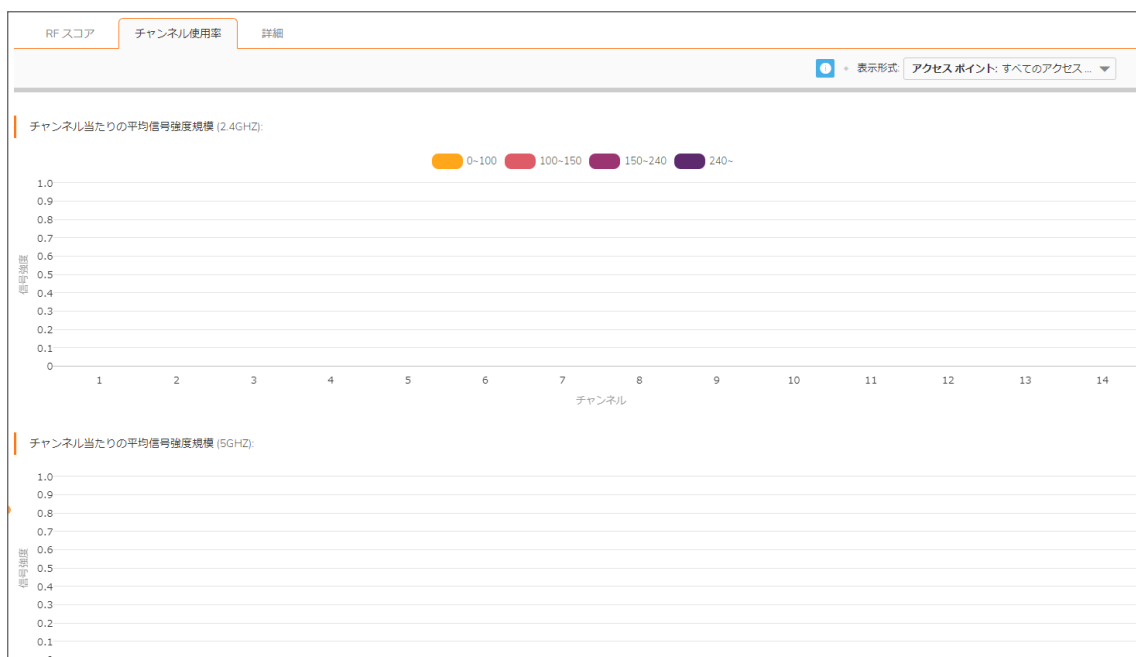 RF スコア チャンネル使用率 詳細
表示形式: アクセス ポイント: すべてのアクセス ...
チャンネル当たりの平均信号強度規模 (2.4GHZ):
0~100 100~150 150~240 240~
1.0
0.9
0.8
0.7
0.6
0.5
0.4
0.3
0.2
0.1
0
信号強度
1 2 3 4 5 6 7 8 9 10 11 12 13 14
チャンネル
チャンネル当たりの平均信号強度規模 (5GHZ):
1.0
0.9
0.8
0.7
0.6
0.5
0.4
0.3
0.2
0.1
信号強度